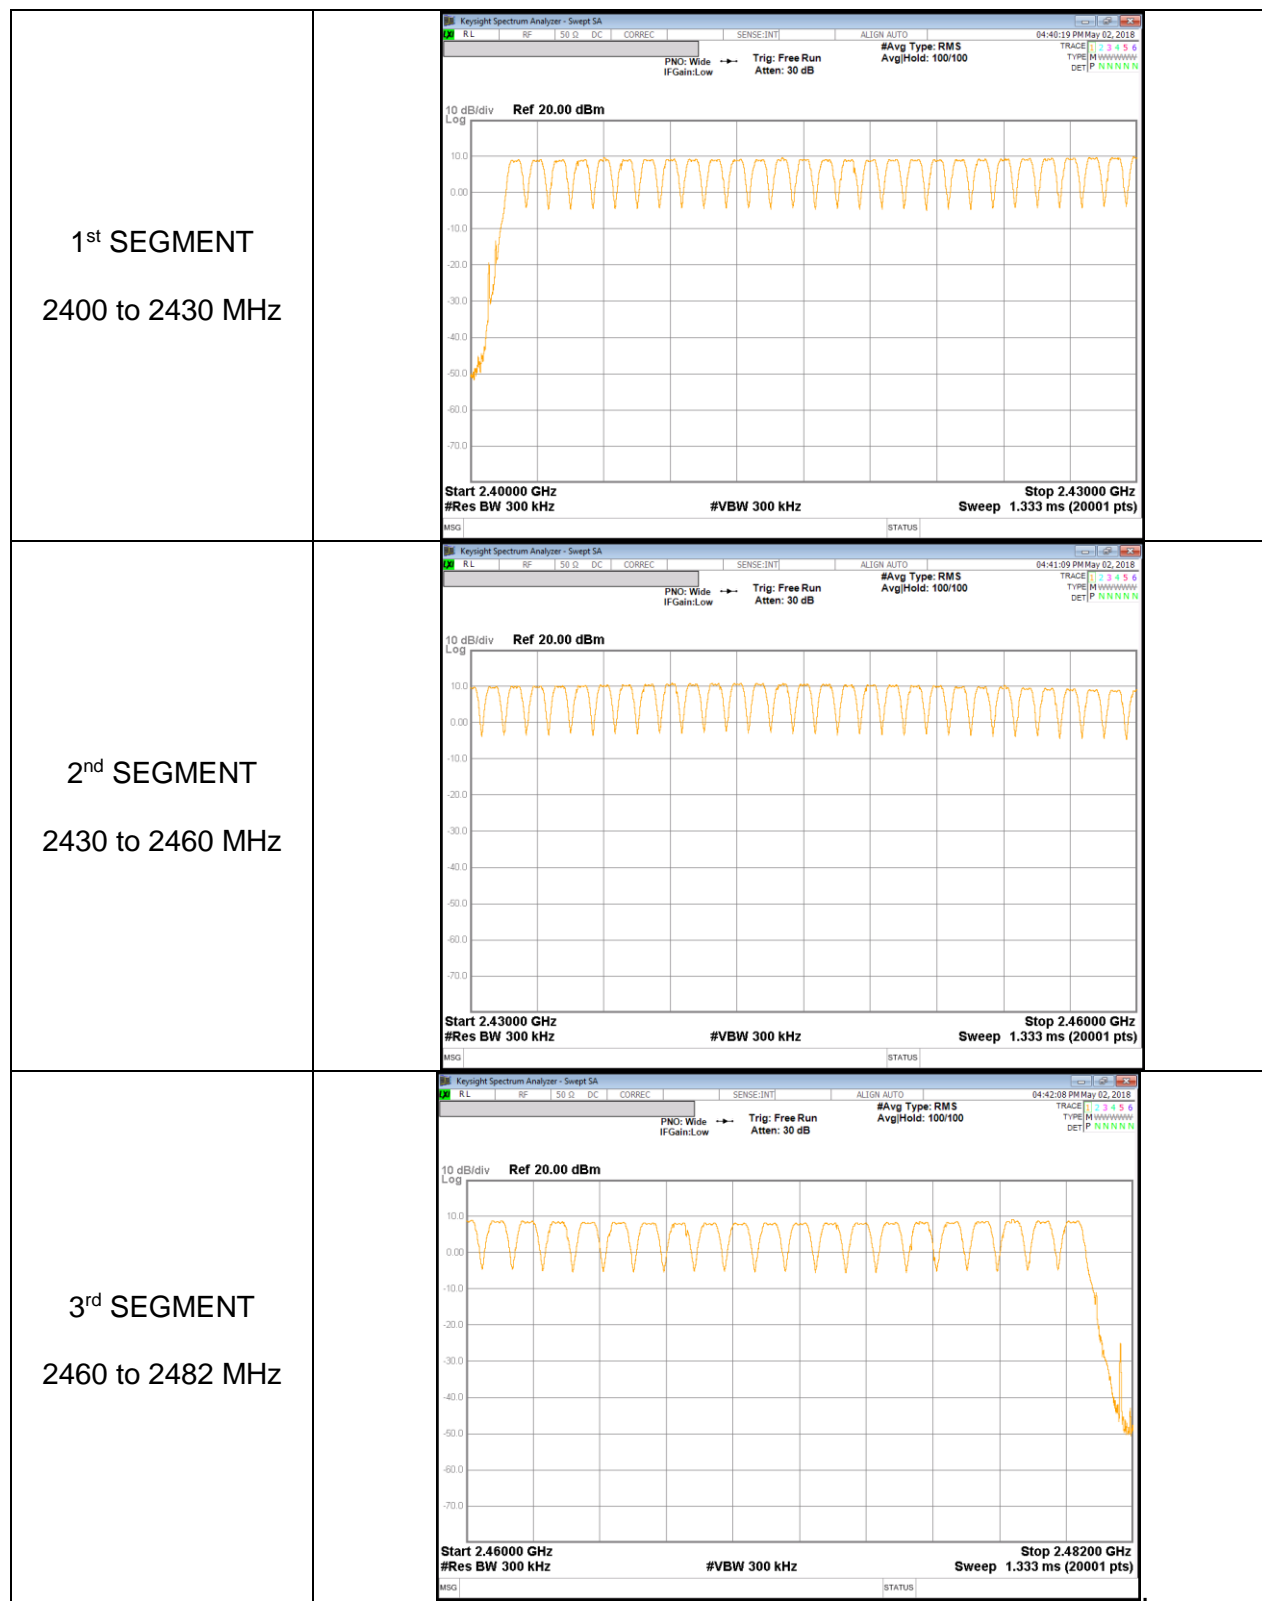 1st SEGMENT
2400 to 2430 MHz
Keysight Spectrum Analyzer - Swept SA
LXI RL RF 50 Ω DC CORREC SENSE:INT ALIGN AUTO 04:40:19 PM May 02, 2018
#Avg Type: RMS TRACE 1 2 3 4 5 6
PNO: Wide Trig: Free Run Avg|Hold: 100/100 TYPE M WWWWW
IFGain:Low Atten: 30 dB DET P N N N N N
10 dB/div Ref 20.00 dBm
Log
10.0
0.00
-10.0
-20.0
-30.0
-40.0
-50.0
-60.0
-70.0
Start 2.40000 GHz Stop 2.43000 GHz
#Res BW 300 kHz #VBW 300 kHz Sweep 1.333 ms (20001 pts)
MSG STATUS
2nd SEGMENT
2430 to 2460 MHz
Keysight Spectrum Analyzer - Swept SA
LXI RL RF 50 Ω DC CORREC SENSE:INT ALIGN AUTO 04:41:09 PM May 02, 2018
#Avg Type: RMS TRACE 1 2 3 4 5 6
PNO: Wide Trig: Free Run Avg|Hold: 100/100 TYPE M WWWWW
IFGain:Low Atten: 30 dB DET P N N N N N
10 dB/div Ref 20.00 dBm
Log
10.0
0.00
-10.0
-20.0
-30.0
-40.0
-50.0
-60.0
-70.0
Start 2.43000 GHz Stop 2.46000 GHz
#Res BW 300 kHz #VBW 300 kHz Sweep 1.333 ms (20001 pts)
MSG STATUS
3rd SEGMENT
2460 to 2482 MHz
Keysight Spectrum Analyzer - Swept SA
LXI RL RF 50 Ω DC CORREC SENSE:INT ALIGN AUTO 04:42:08 PM May 02, 2018
#Avg Type: RMS TRACE 1 2 3 4 5 6
PNO: Wide Trig: Free Run Avg|Hold: 100/100 TYPE M WWWWW
IFGain:Low Atten: 30 dB DET P N N N N N
10 dB/div Ref 20.00 dBm
Log
10.0
0.00
-10.0
-20.0
-30.0
-40.0
-50.0
-60.0
-70.0
Start 2.46000 GHz Stop 2.48200 GHz
#Res BW 300 kHz #VBW 300 kHz Sweep 1.333 ms (20001 pts)
MSG STATUS
.